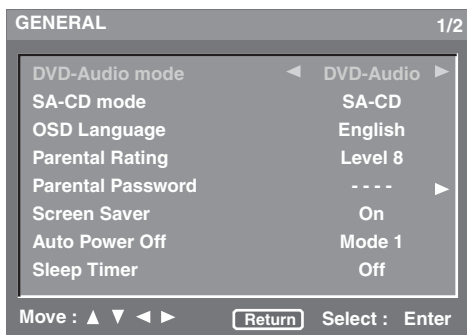 GENERAL 1/2
DVD-Audio mode ◄ DVD-Audio ►
SA-CD mode SA-CD
OSD Language English
Parental Rating Level 8
Parental Password - - - - ►
Screen Saver On
Auto Power Off Mode 1
Sleep Timer Off
Move : ▲ ▼ ◄ ► Return Select : Enter